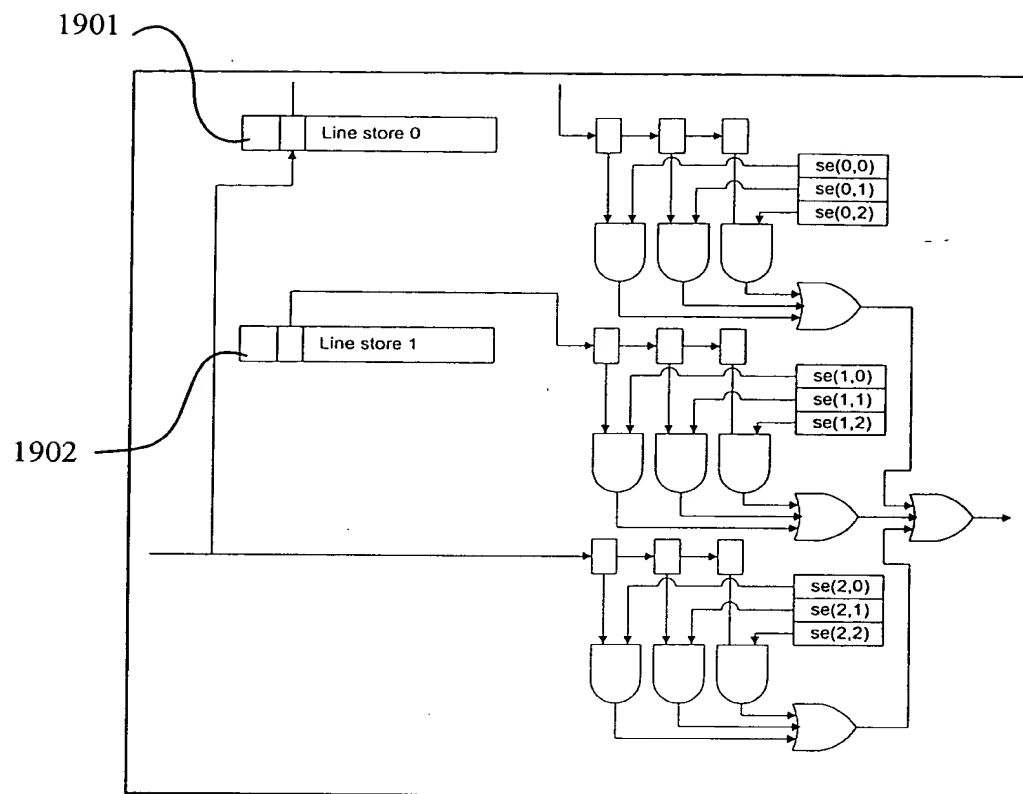 1901
Line store 0
se(0,0)
se(0,1)
se(0,2)
Line store 1
se(1,0)
se(1,1)
se(1,2)
1902
se(2,0)
se(2,1)
se(2,2)